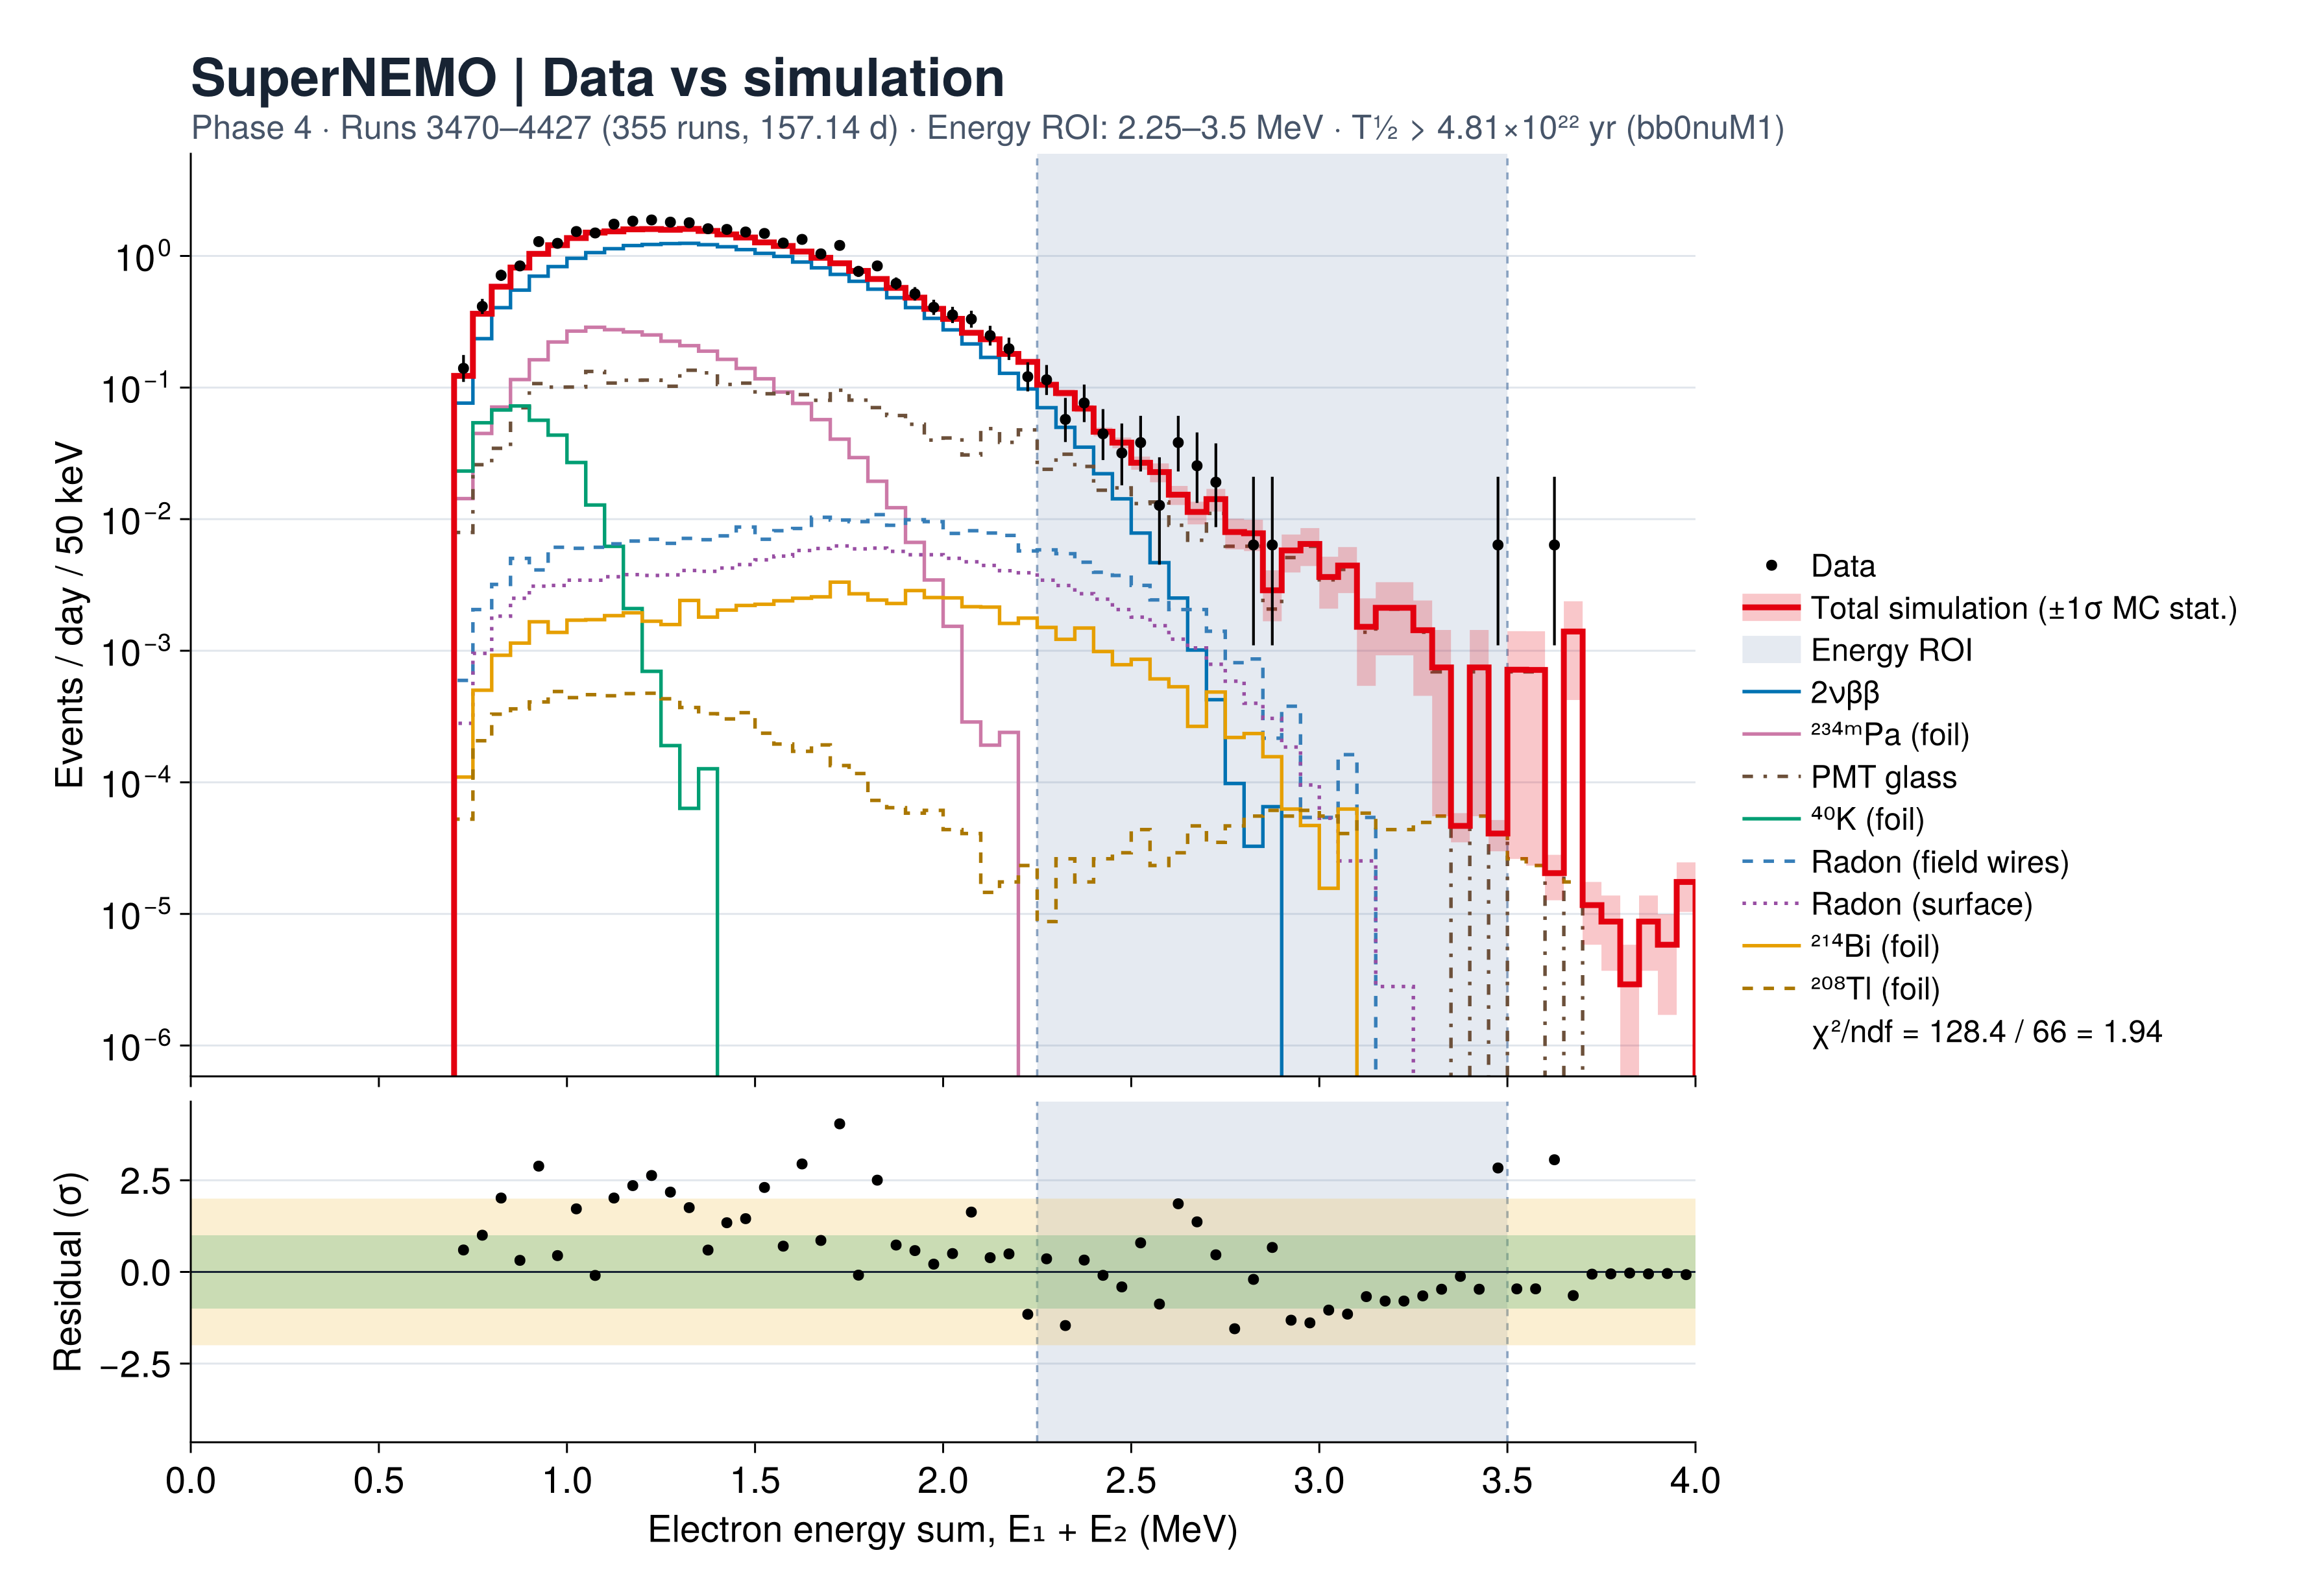 SuperNEMO | Data vs simulation
Phase 4 · Runs 3470–4427 (355 runs, 157.14 d) · Energy ROI: 2.25–3.5 MeV · T½ > 4.81×10²² yr (bb0nuM1)
Events / day / 50 keV
10⁰
10⁻¹
10⁻²
10⁻³
10⁻⁴
10⁻⁵
10⁻⁶
Data
Total simulation (±1σ MC stat.)
Energy ROI
2νββ
²³⁴ᵐPa (foil)
PMT glass
⁴⁰K (foil)
Radon (field wires)
Radon (surface)
²¹⁴Bi (foil)
²⁰⁸Tl (foil)
χ²/ndf = 128.4 / 66 = 1.94
Residual (σ)
2.5
0.0
−2.5
0.0 0.5 1.0 1.5 2.0 2.5 3.0 3.5 4.0
Electron energy sum, E₁ + E₂ (MeV)